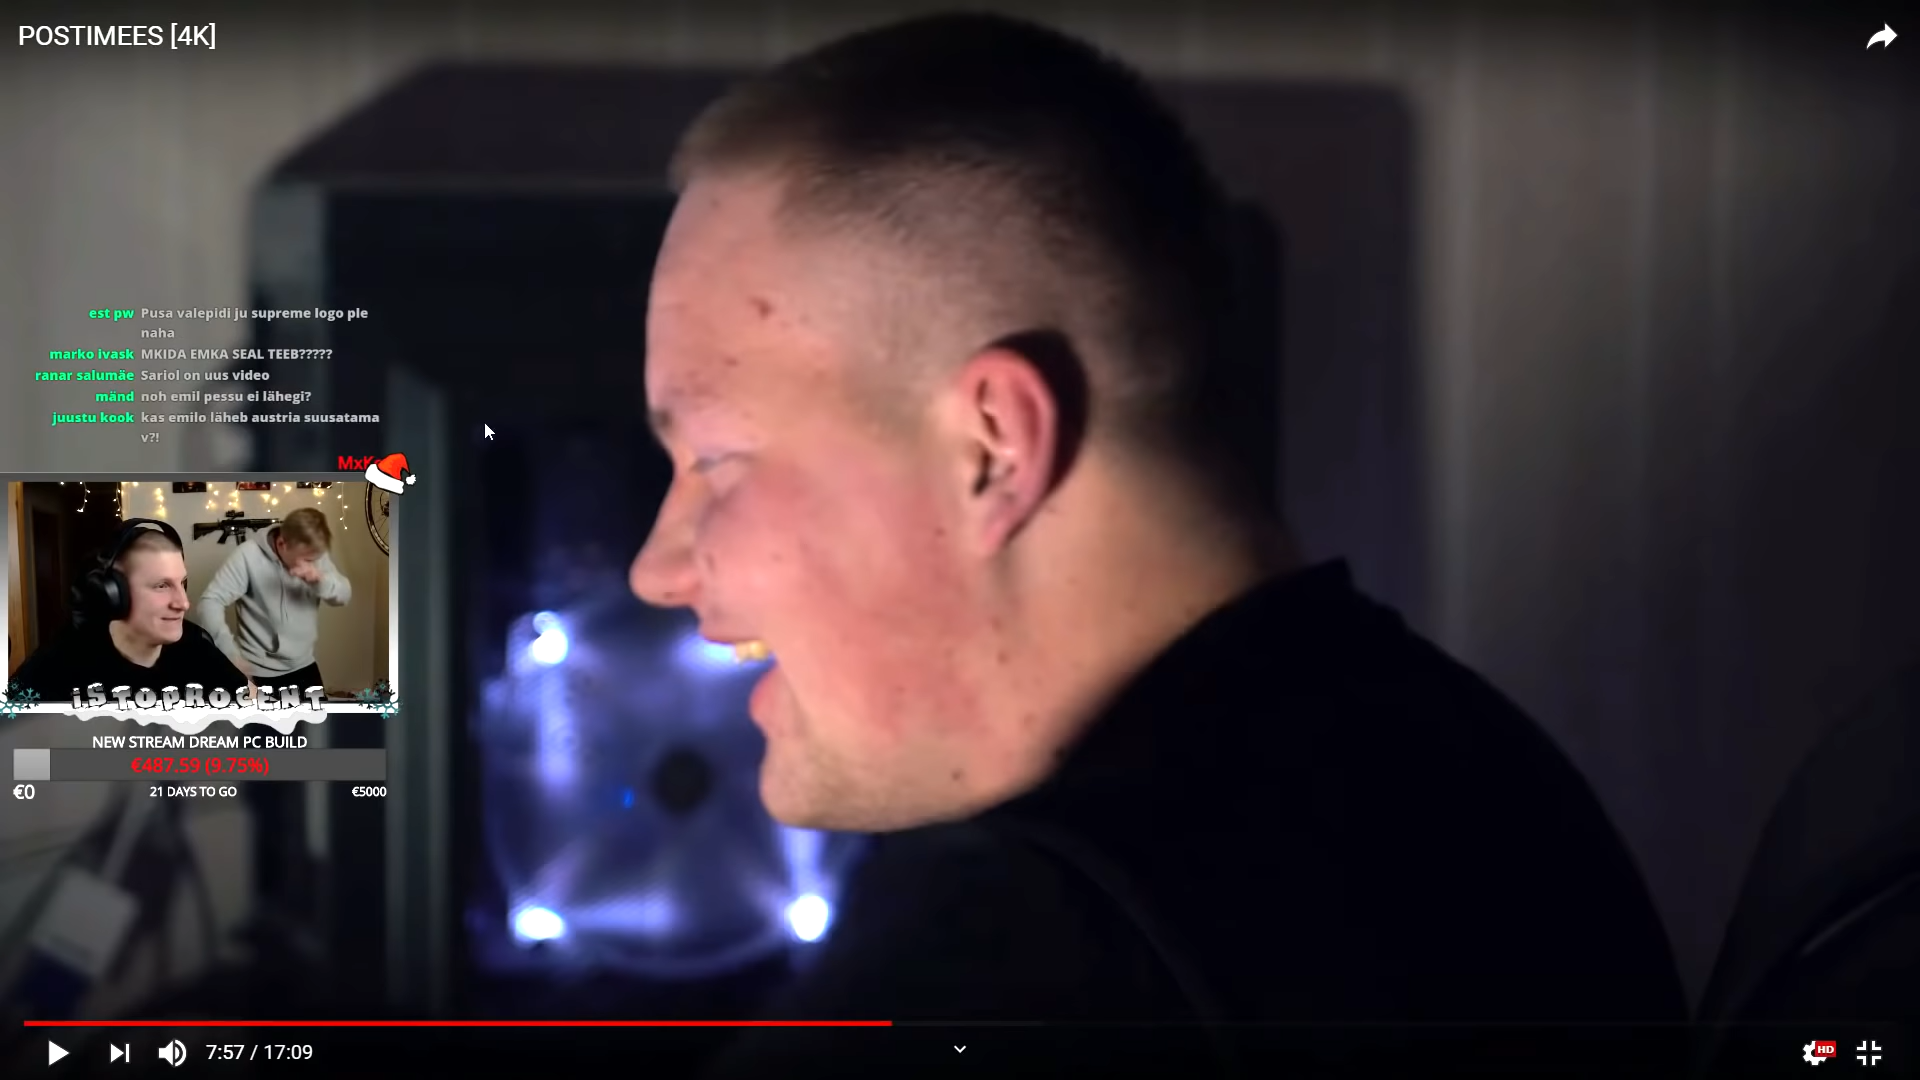 POSTIMEES [4K]
est pw Pusa valepidi ju supreme logo ple
naha
marko ivask MKIDA EMKA SEAL TEEB?????
ranar salumäe Sariol on uus video
mänd noh emil pessu ei lähegi?
juustu kook kas emilo läheb austria suusatama
v?!
iSTOPROCENT
NEW STREAM DREAM PC BUILD
€487.59 (9.75%)
€0 21 DAYS TO GO €5000
7:57 / 17:09
HD